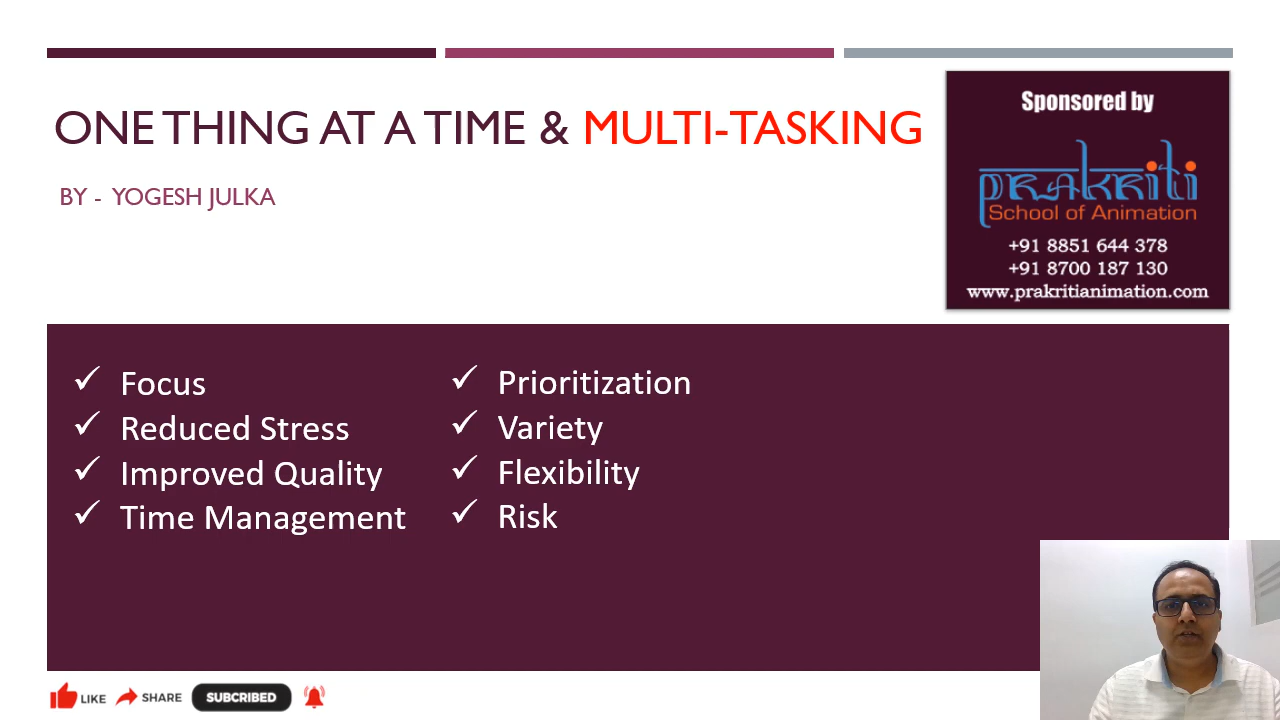 ONE THING AT A TIME & MULTI-TASKING
BY - YOGESH JULKA
Sponsored by
PRAKRiTi
School of Animation
+91 8851 644 378
+91 8700 187 130
www.prakritianimation.com
✓ Focus
✓ Reduced Stress
✓ Improved Quality
✓ Time Management
✓ Prioritization
✓ Variety
✓ Flexibility
✓ Risk
LIKE SHARE SUBCRIBED